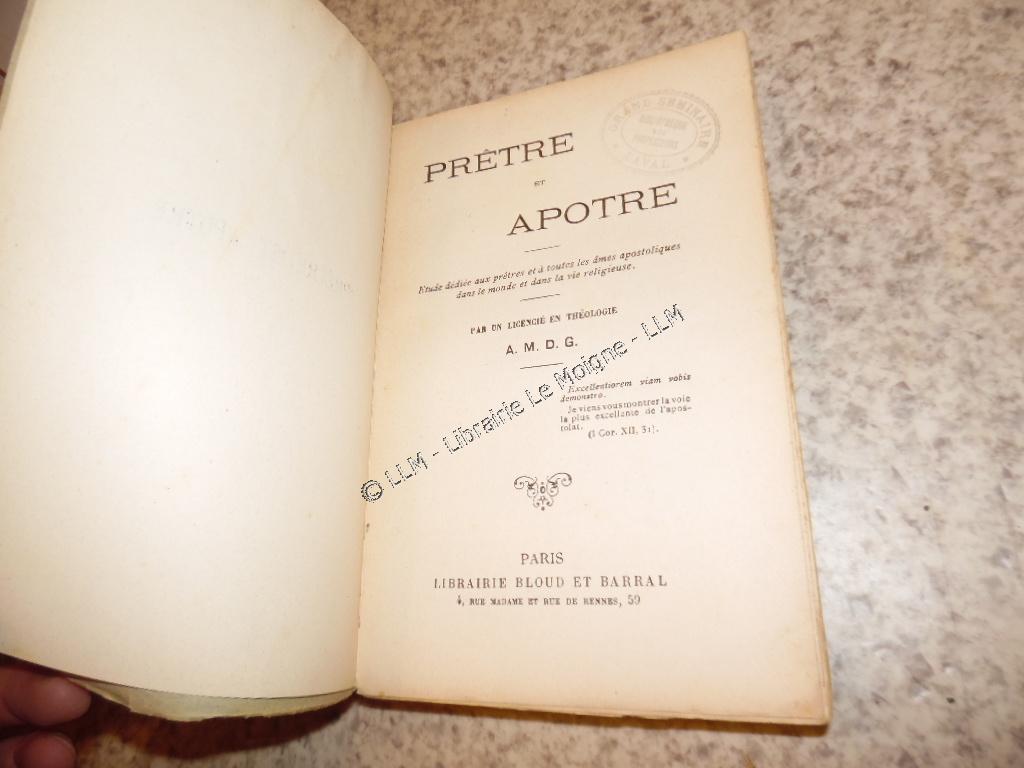 GRAND SEMINAIRE
LAVAL
PRÊTRE
ET
APOTRE
Etude dédiée aux prêtres et à toutes les âmes apostoliques
dans le monde et dans la vie religieuse.
PAR UN LICENCIÉ EN THÉOLOGIE
A. M. D. G.
Excellentiorem viam vobis
demonstro.
Je viens vous montrer la voie
la plus excellente de l'apos-
tolat.
(I Cor. XII, 31).
© LLM - Librairie Le Moigne - LLM
PARIS
LIBRAIRIE BLOUD ET BARRAL
4, RUE MADAME ET RUE DE RENNES, 59